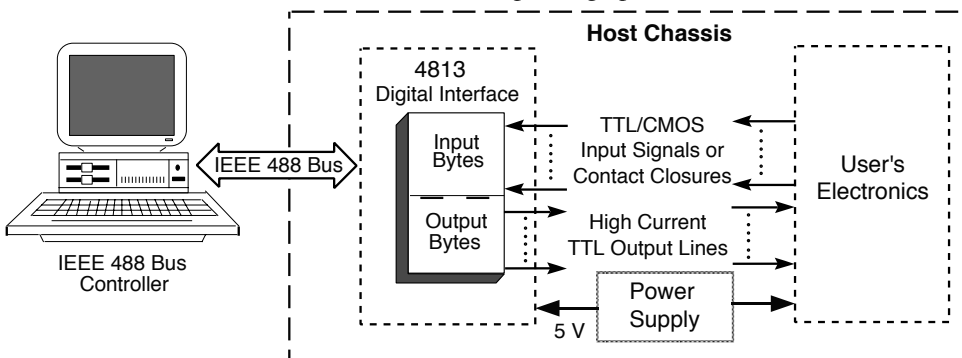 Host Chassis
4813
Digital Interface
Input
Bytes
Output
Bytes
IEEE 488 Bus
TTL/CMOS
Input Signals or
Contact Closures
High Current
TTL Output Lines
User's
Electronics
IEEE 488 Bus
Controller
Power
Supply
5 V